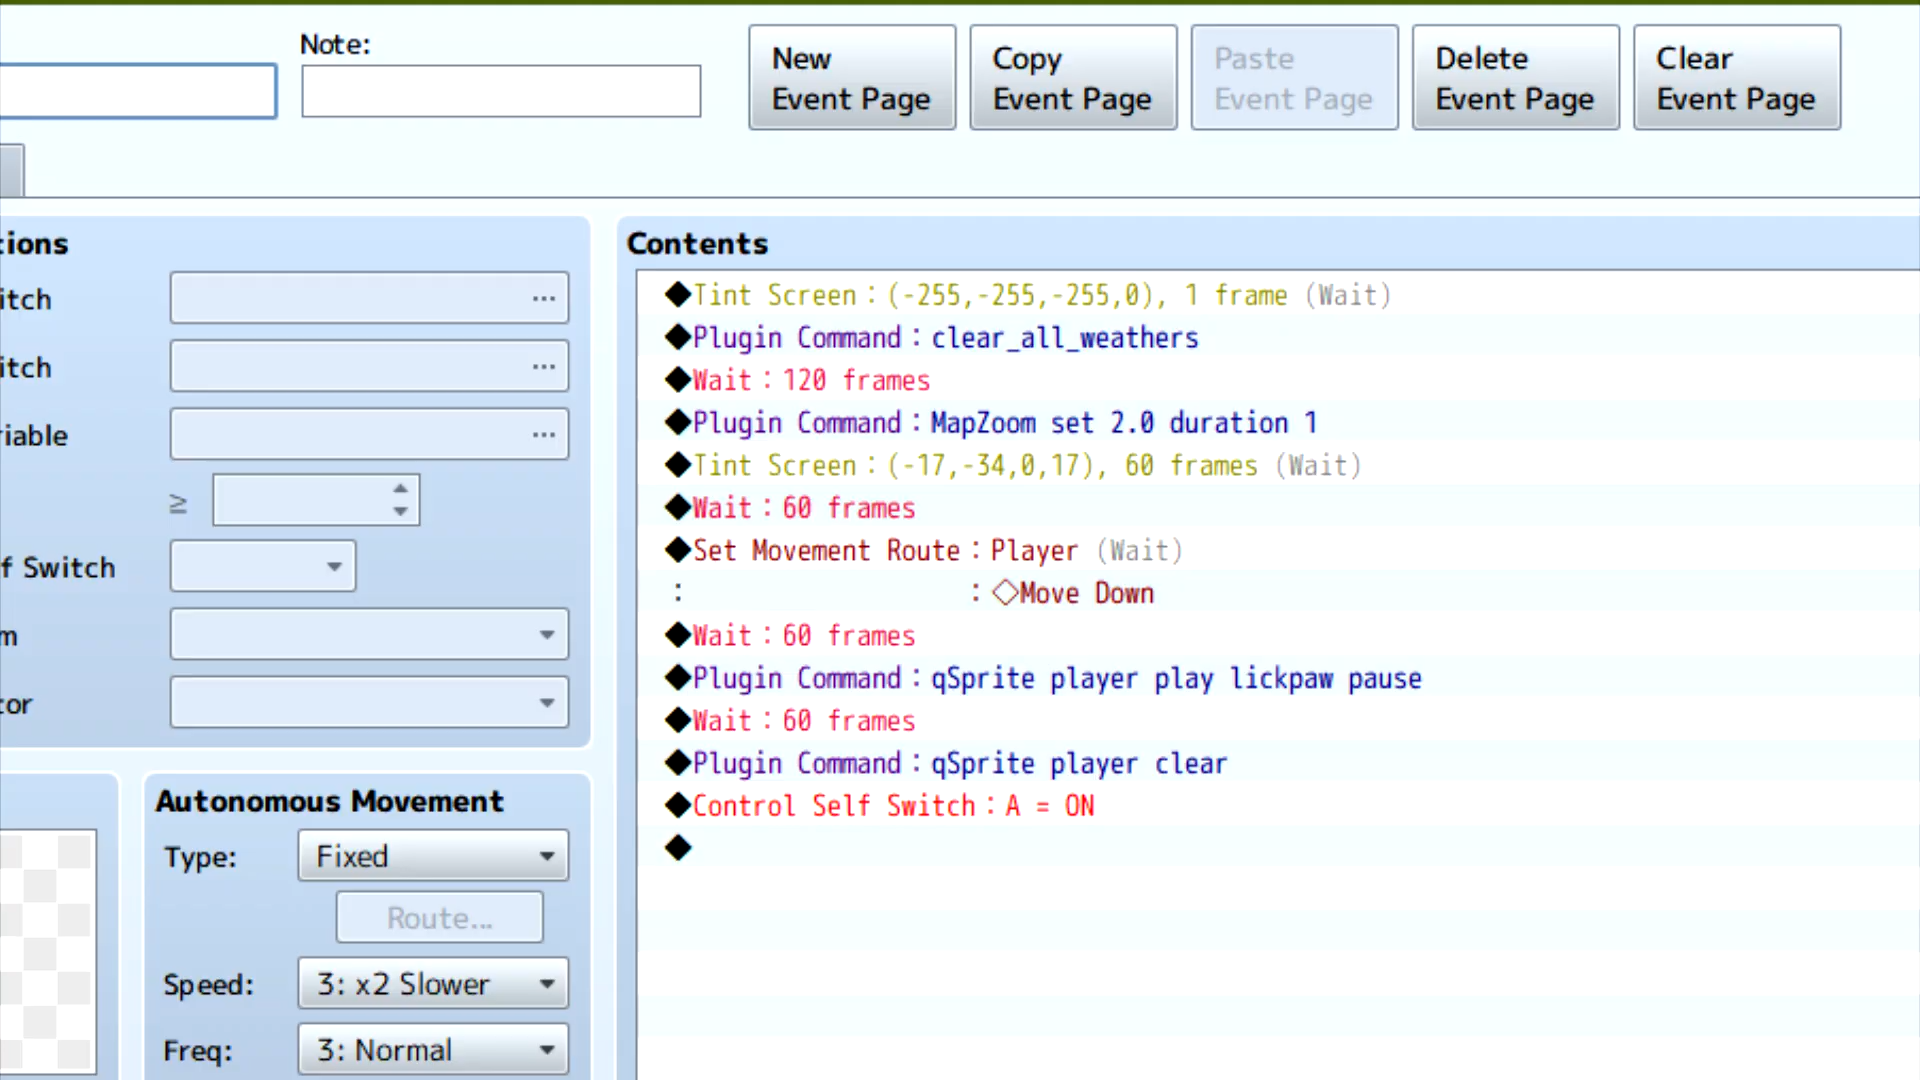 Note:
New
Event Page
Copy
Event Page
Paste
Event Page
Delete
Event Page
Clear
Event Page
tions
itch
...
itch
...
riable
...
≥
f Switch
m
tor
Autonomous Movement
Type:
Fixed
Route...
Speed:
3: x2 Slower
Freq:
3: Normal
Contents
◆Tint Screen：(-255,-255,-255,0), 1 frame (Wait)
◆Plugin Command：clear_all_weathers
◆Wait：120 frames
◆Plugin Command：MapZoom set 2.0 duration 1
◆Tint Screen：(-17,-34,0,17), 60 frames (Wait)
◆Wait：60 frames
◆Set Movement Route：Player (Wait)
：　　　　　　　　　：◇Move Down
◆Wait：60 frames
◆Plugin Command：qSprite player play lickpaw pause
◆Wait：60 frames
◆Plugin Command：qSprite player clear
◆Control Self Switch：A = ON
◆